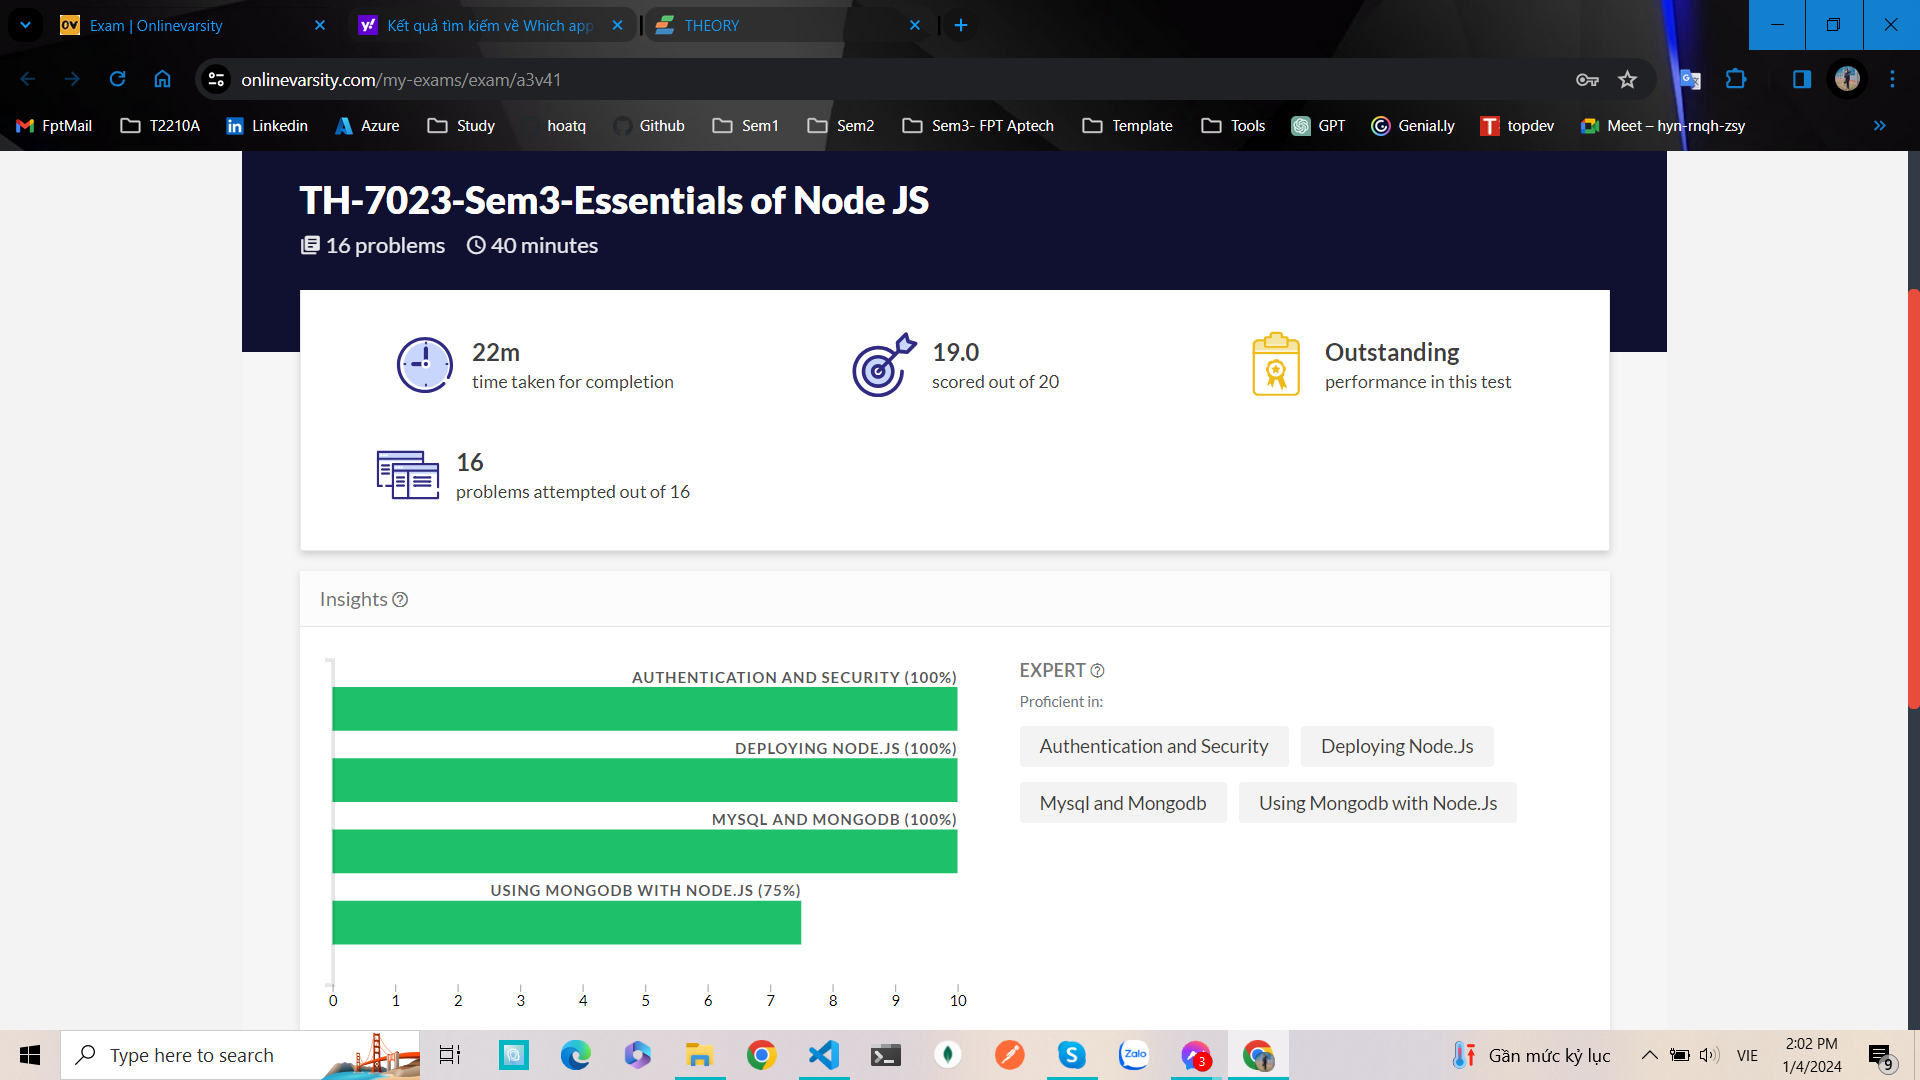 Exam | Onlinevarsity
Kết quả tìm kiếm về Which app
THEORY
onlinevarsity.com/my-exams/exam/a3v41
FptMail
T2210A
Linkedin
Azure
Study
hoatq
Github
Sem1
Sem2
Sem3- FPT Aptech
Template
Tools
GPT
Genial.ly
topdev
Meet – hyn-rnqh-zsy
TH-7023-Sem3-Essentials of Node JS
16 problems 40 minutes
22m
time taken for completion
19.0
scored out of 20
Outstanding
performance in this test
16
problems attempted out of 16
Insights
AUTHENTICATION AND SECURITY (100%)
DEPLOYING NODE.JS (100%)
MYSQL AND MONGODB (100%)
USING MONGODB WITH NODE.JS (75%)
0 1 2 3 4 5 6 7 8 9 10
EXPERT
Proficient in:
Authentication and Security
Deploying Node.Js
Mysql and Mongodb
Using Mongodb with Node.Js
Type here to search
Zalo
3
Gần mức kỷ lục
VIE
2:02 PM
1/4/2024
9